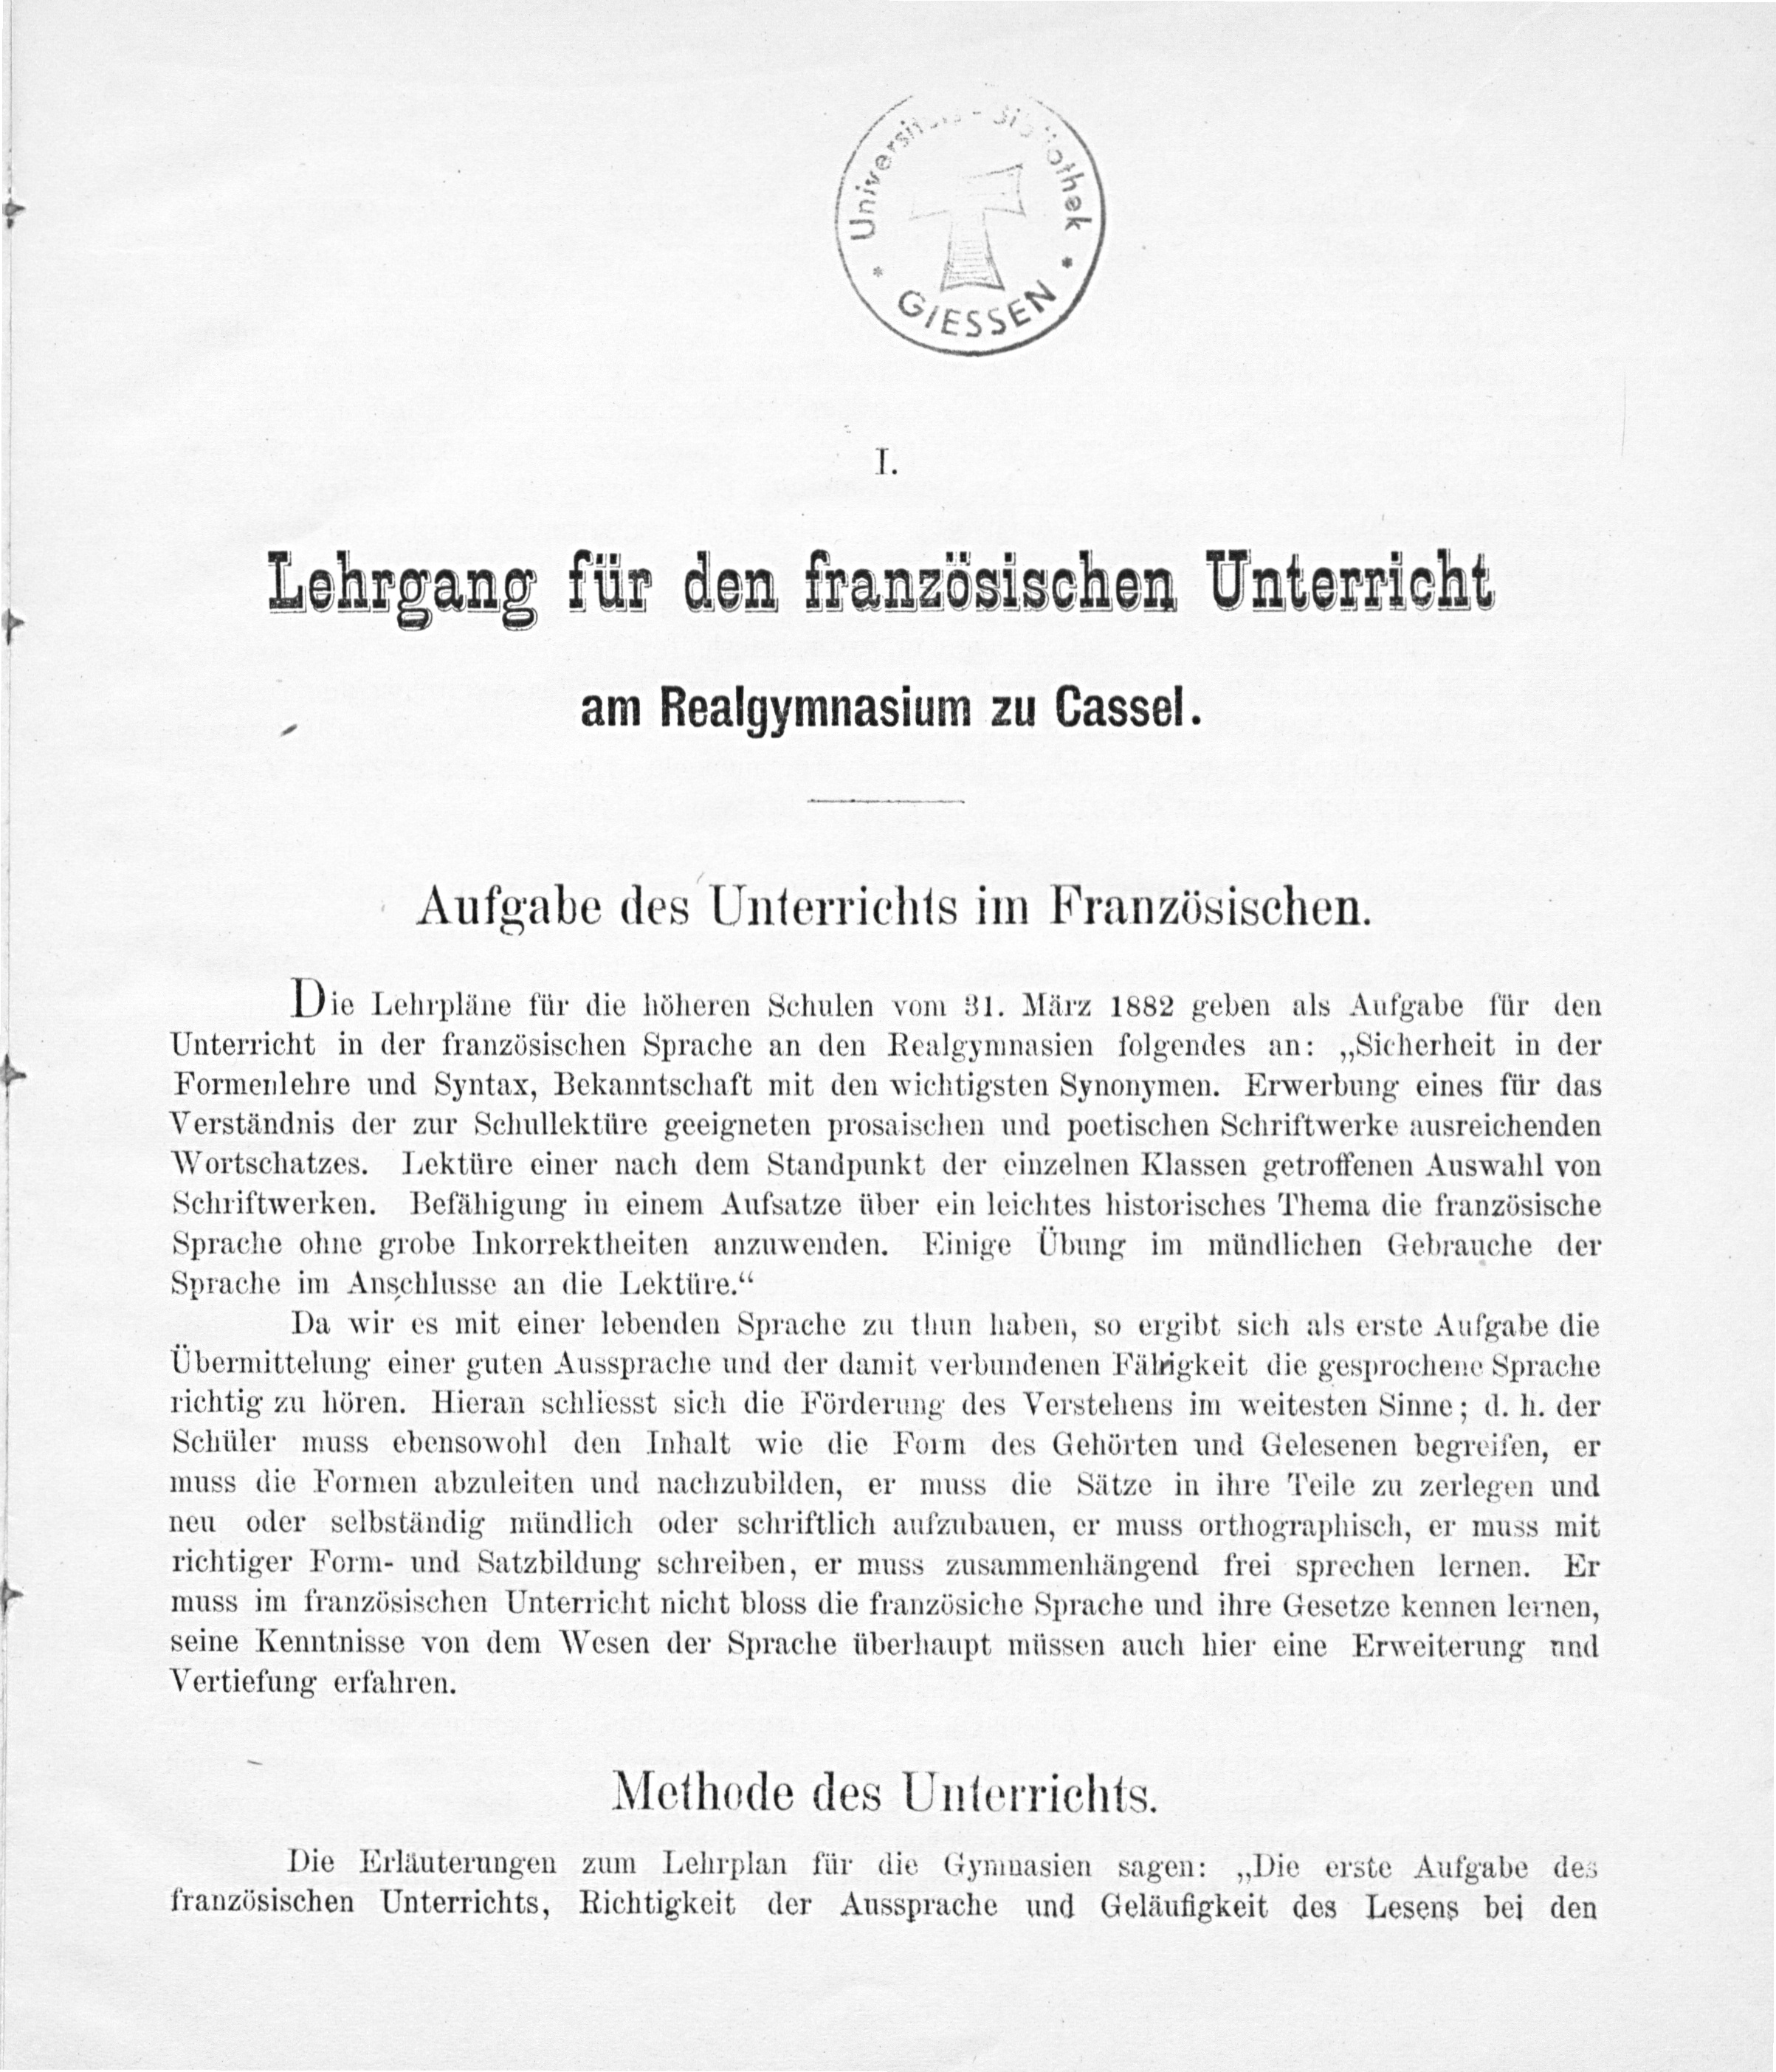 Universitäts-Bibliothek
GIESSEN
I.
Lehrgang für den französischen Unterricht
am Realgymnasium zu Cassel.
Aufgabe des Unterrichts im Französischen.
Die Lehrpläne für die höheren Schulen vom 31. März 1882 geben als Aufgabe für den
Unterricht in der französischen Sprache an den Realgymnasien folgendes an: „Sicherheit in der
Formenlehre und Syntax, Bekanntschaft mit den wichtigsten Synonymen. Erwerbung eines für das
Verständnis der zur Schullektüre geeigneten prosaischen und poetischen Schriftwerke ausreichenden
Wortschatzes. Lektüre einer nach dem Standpunkt der einzelnen Klassen getroffenen Auswahl von
Schriftwerken. Befähigung in einem Aufsatze über ein leichtes historisches Thema die französische
Sprache ohne grobe Inkorrektheiten anzuwenden. Einige Übung im mündlichen Gebrauche der
Sprache im Anschlusse an die Lektüre.“
Da wir es mit einer lebenden Sprache zu thun haben, so ergibt sich als erste Aufgabe die
Übermittelung einer guten Aussprache und der damit verbundenen Fähigkeit die gesprochene Sprache
richtig zu hören. Hieran schliesst sich die Förderung des Verstehens im weitesten Sinne; d. h. der
Schüler muss ebensowohl den Inhalt wie die Form des Gehörten und Gelesenen begreifen, er
muss die Formen abzuleiten und nachzubilden, er muss die Sätze in ihre Teile zu zerlegen und
neu oder selbständig mündlich oder schriftlich aufzubauen, er muss orthographisch, er muss mit
richtiger Form- und Satzbildung schreiben, er muss zusammenhängend frei sprechen lernen. Er
muss im französischen Unterricht nicht bloss die französiche Sprache und ihre Gesetze kennen lernen,
seine Kenntnisse von dem Wesen der Sprache überhaupt müssen auch hier eine Erweiterung und
Vertiefung erfahren.
Methode des Unterrichts.
Die Erläuterungen zum Lehrplan für die Gymnasien sagen: „Die erste Aufgabe des
französischen Unterrichts, Richtigkeit der Aussprache und Geläufigkeit des Lesens bei den